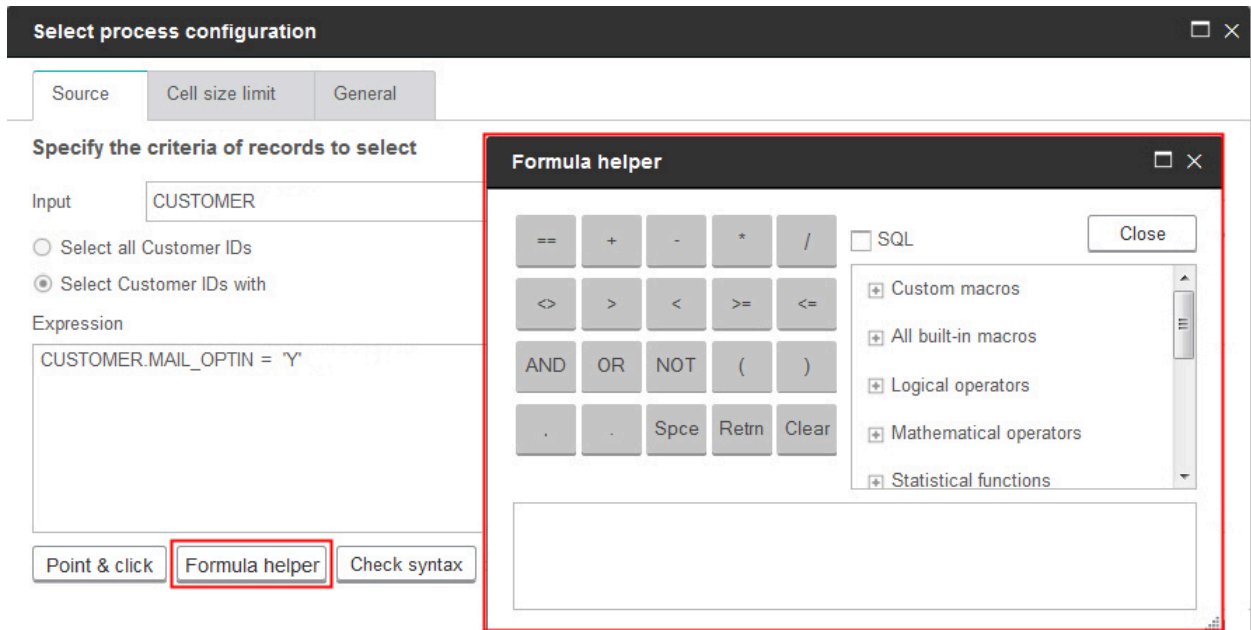 Select process configuration
Source Cell size limit General
Specify the criteria of records to select
Input CUSTOMER
Select all Customer IDs
Select Customer IDs with
Expression
CUSTOMER.MAIL_OPTIN = 'Y'
Point & click Formula helper Check syntax
Formula helper
== + - * /
<> > < >= <=
AND OR NOT ( )
, . Spce Retrn Clear
SQL Close
Custom macros
All built-in macros
Logical operators
Mathematical operators
Statistical functions